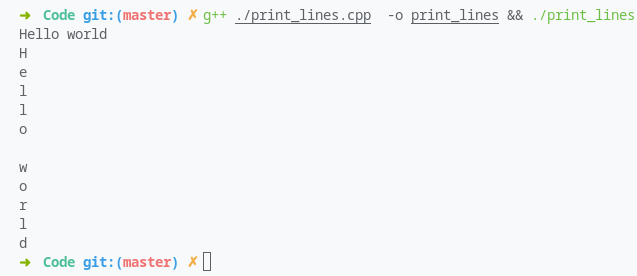 ➜ Code git:(master) ✗ g++ ./print_lines.cpp -o print_lines && ./print_lines
Hello world
H
e
l
l
o

w
o
r
l
d
➜ Code git:(master) ✗